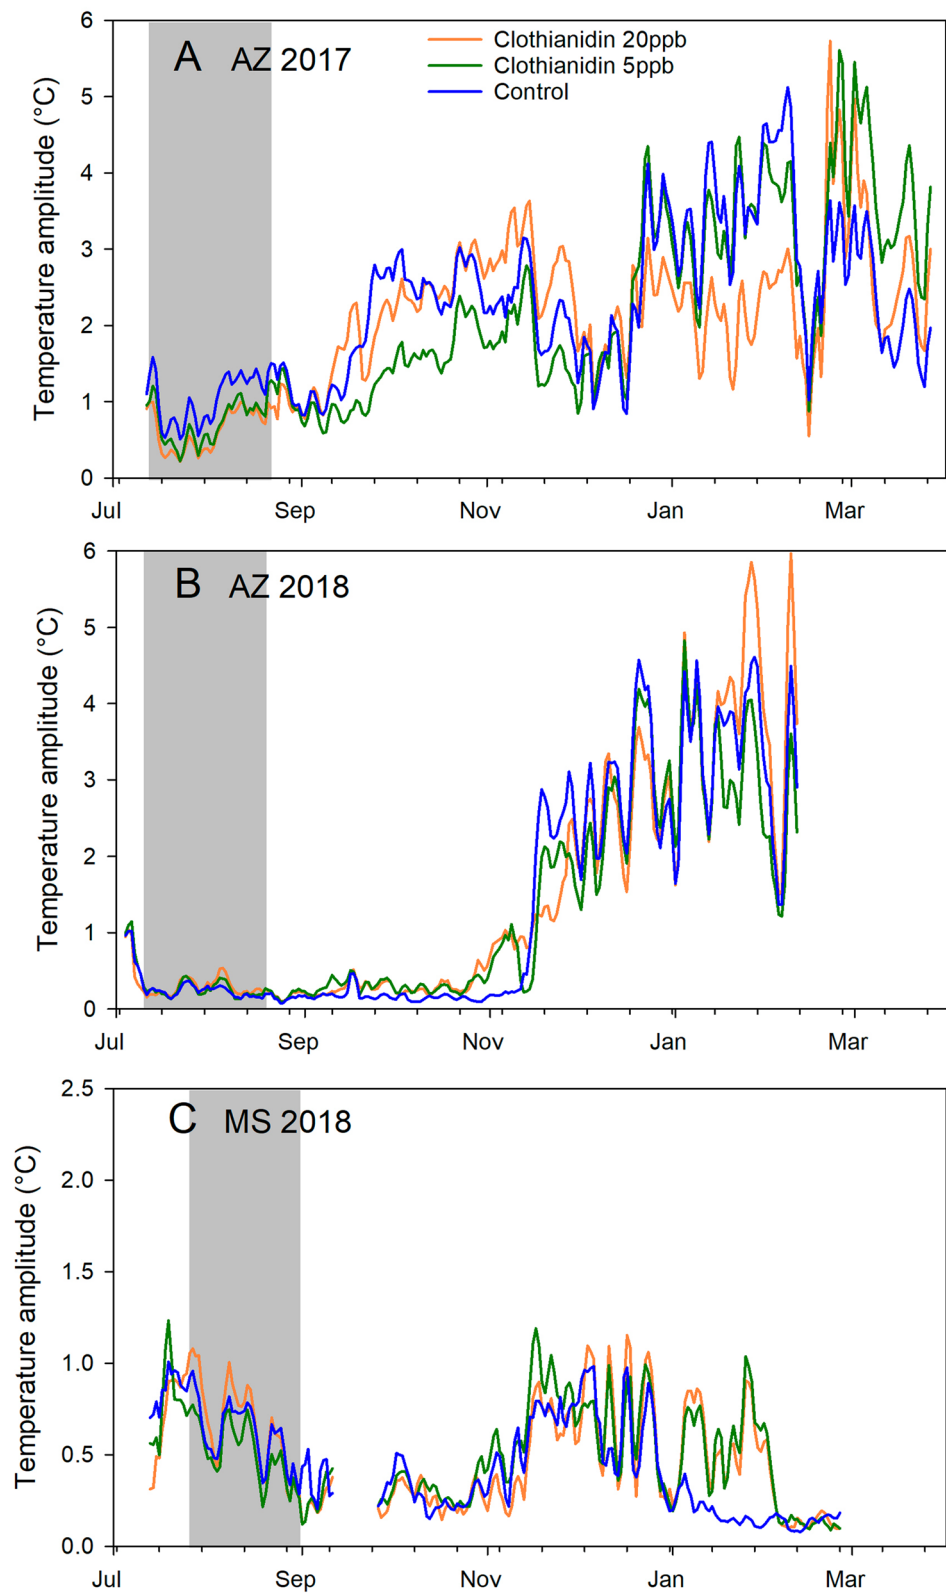 A AZ 2017
Clothianidin 20ppb
Clothianidin 5ppb
Control
Temperature amplitude (°C)
6
5
4
3
2
1
0
Jul Sep Nov Jan Mar
B AZ 2018
Temperature amplitude (°C)
6
5
4
3
2
1
0
Jul Sep Nov Jan Mar
C MS 2018
Temperature amplitude (°C)
2.5
2.0
1.5
1.0
0.5
0.0
Jul Sep Nov Jan Mar